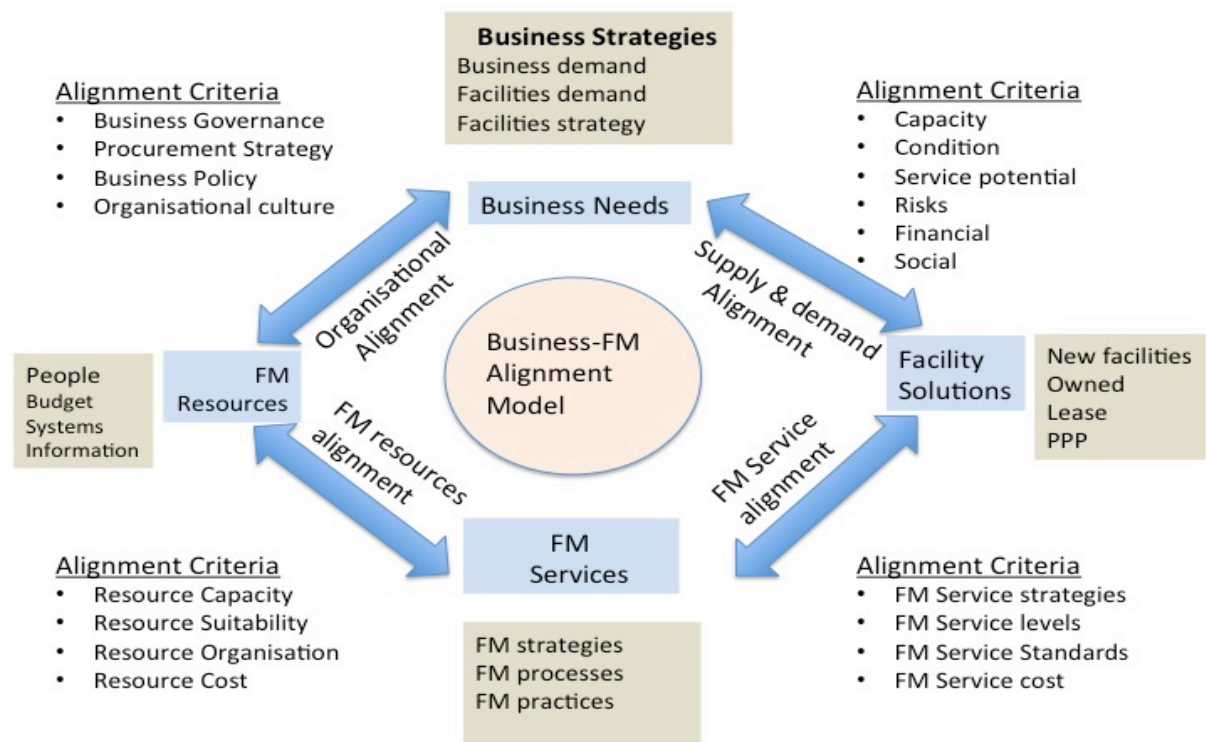 Business Strategies
Business demand
Facilities demand
Facilities strategy
Alignment Criteria
• Business Governance
• Procurement Strategy
• Business Policy
• Organisational culture
Alignment Criteria
• Capacity
• Condition
• Service potential
• Risks
• Financial
• Social
Business Needs
Organisational
Alignment
Supply & demand
Alignment
Business-FM
Alignment
Model
People
Budget
Systems
Information
FM
Resources
Facility
Solutions
New facilities
Owned
Lease
PPP
FM resources
alignment
FM Service
alignment
FM
Services
Alignment Criteria
• Resource Capacity
• Resource Suitability
• Resource Organisation
• Resource Cost
FM strategies
FM processes
FM practices
Alignment Criteria
• FM Service strategies
• FM Service levels
• FM Service Standards
• FM Service cost